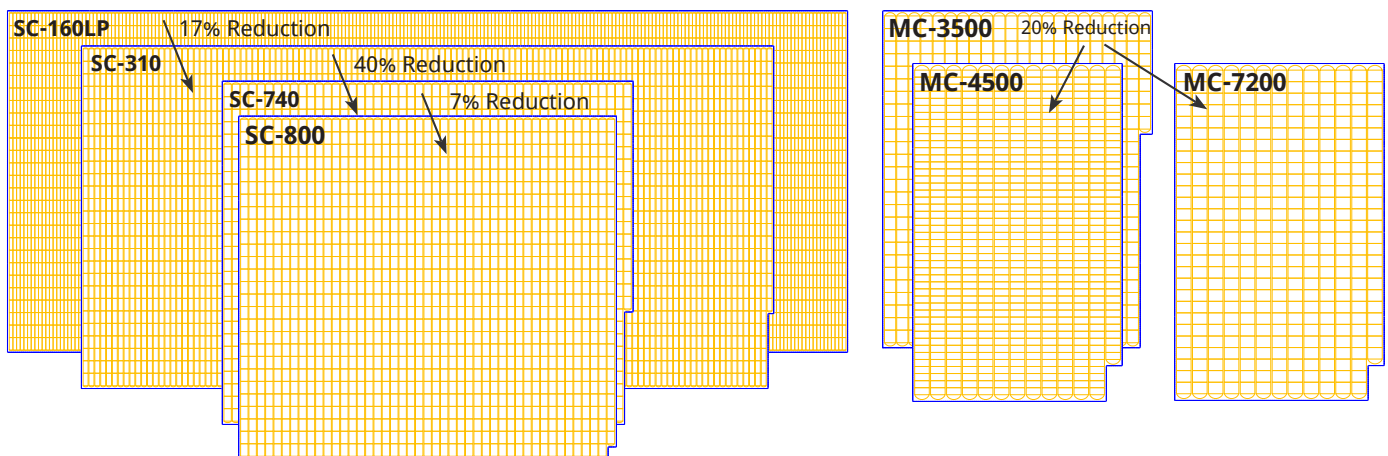 SC-160LP
17% Reduction
SC-310
40% Reduction
SC-740
7% Reduction
SC-800
MC-3500
20% Reduction
MC-4500
MC-7200